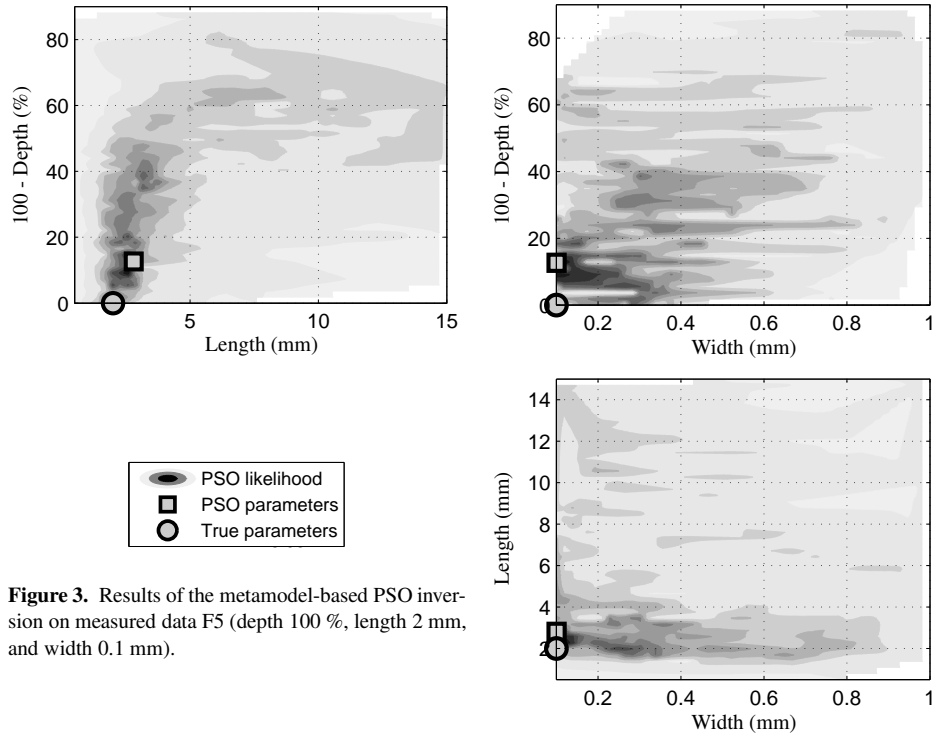 80
60
40
20
0
100 - Depth (%)
5 10 15
Length (mm)
80
60
40
20
0
100 - Depth (%)
0.2 0.4 0.6 0.8 1
Width (mm)
PSO likelihood
PSO parameters
True parameters
Figure 3. Results of the metamodel-based PSO inver-
sion on measured data F5 (depth 100 %, length 2 mm,
and width 0.1 mm).
14
12
10
8
6
4
2
Length (mm)
0.2 0.4 0.6 0.8 1
Width (mm)